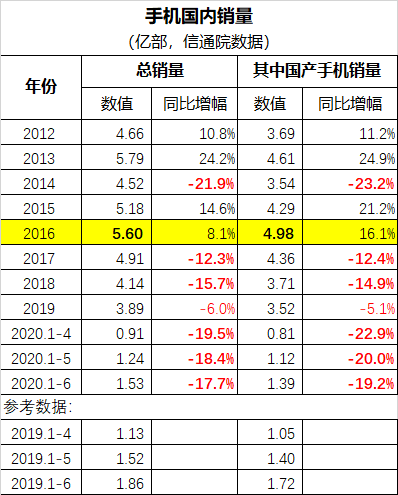 手机国内销量
（亿部，信通院数据）
年份 总销量 其中国产手机销量
数值 同比增幅 数值 同比增幅
2012 4.66 10.8% 3.69 11.2%
2013 5.79 24.2% 4.61 24.9%
2014 4.52 -21.9% 3.54 -23.2%
2015 5.18 14.6% 4.29 21.2%
2016 5.60 8.1% 4.98 16.1%
2017 4.91 -12.3% 4.36 -12.4%
2018 4.14 -15.7% 3.71 -14.9%
2019 3.89 -6.0% 3.52 -5.1%
2020.1-4 0.91 -19.5% 0.81 -22.9%
2020.1-5 1.24 -18.4% 1.12 -20.0%
2020.1-6 1.53 -17.7% 1.39 -19.2%
参考数据：
2019.1-4 1.13 1.05
2019.1-5 1.52 1.40
2019.1-6 1.86 1.72